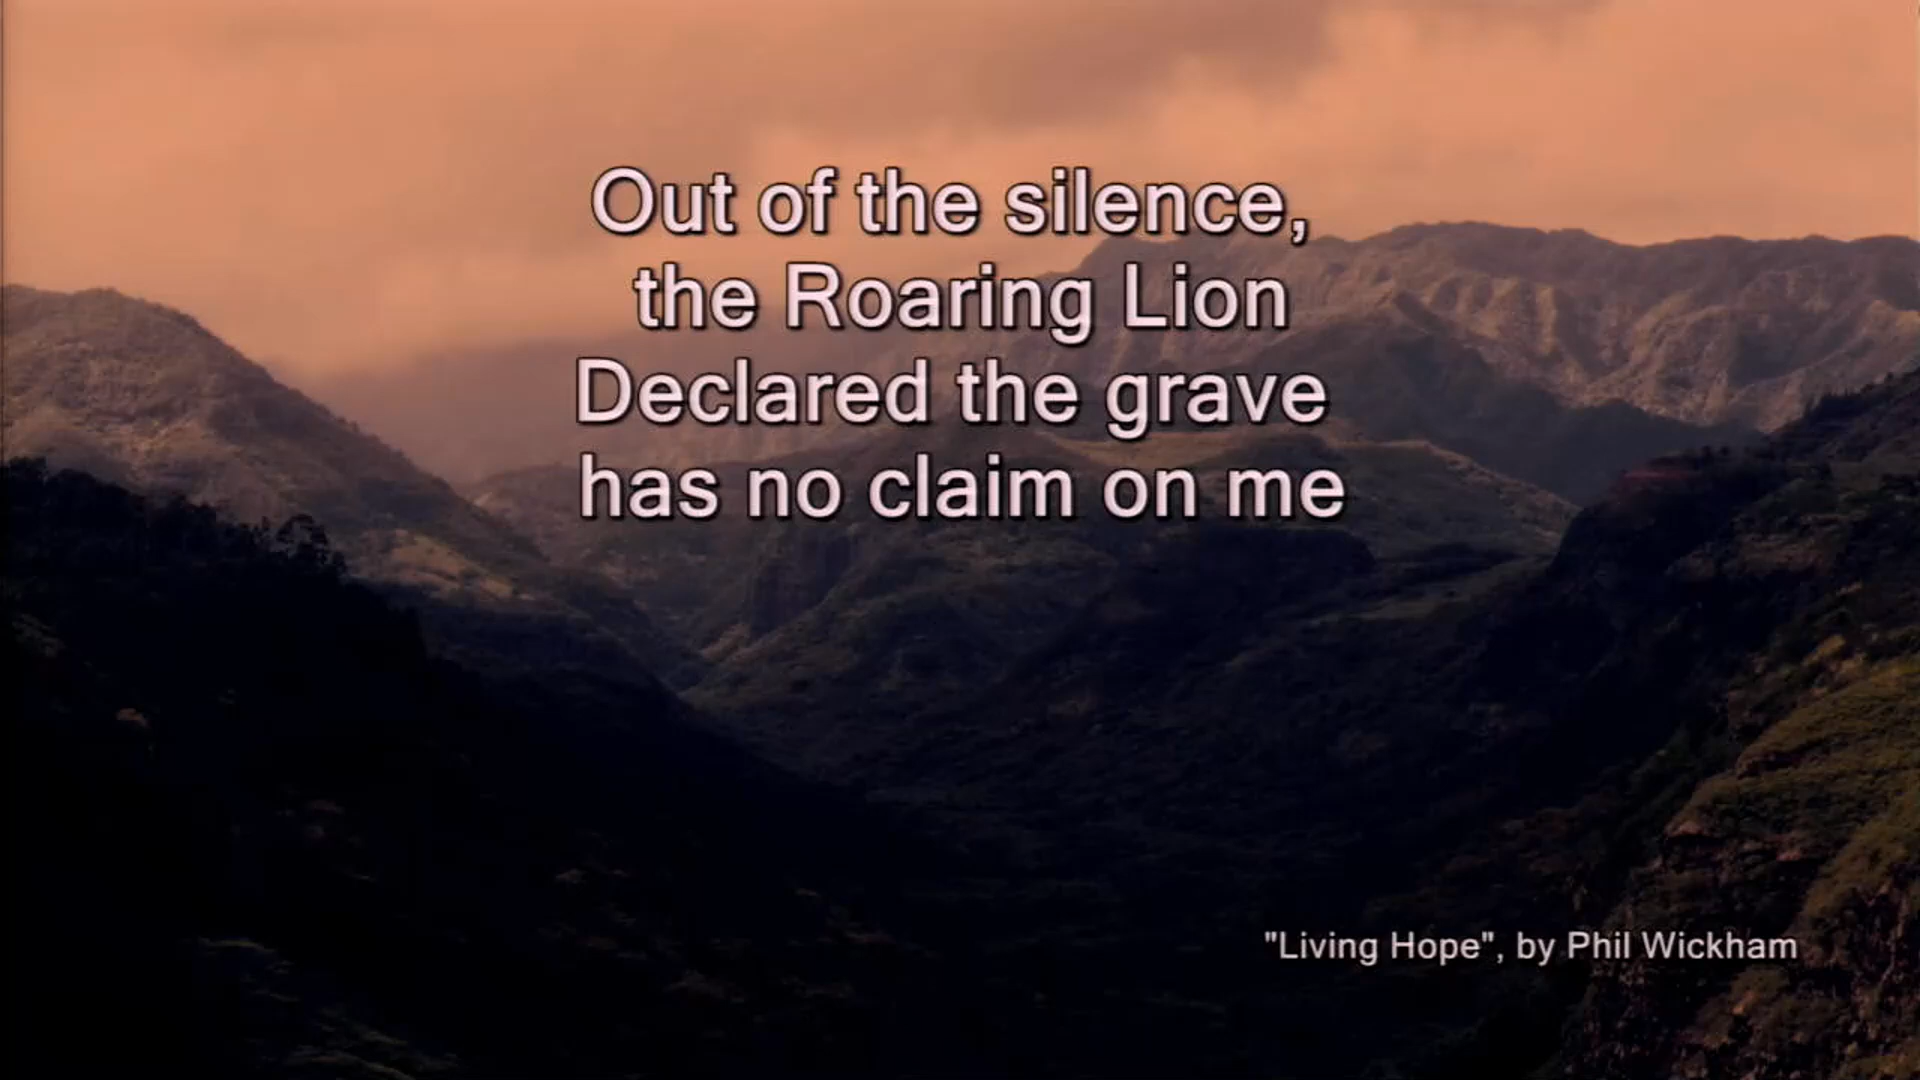 Out of the silence,
the Roaring Lion
Declared the grave
has no claim on me
"Living Hope", by Phil Wickham